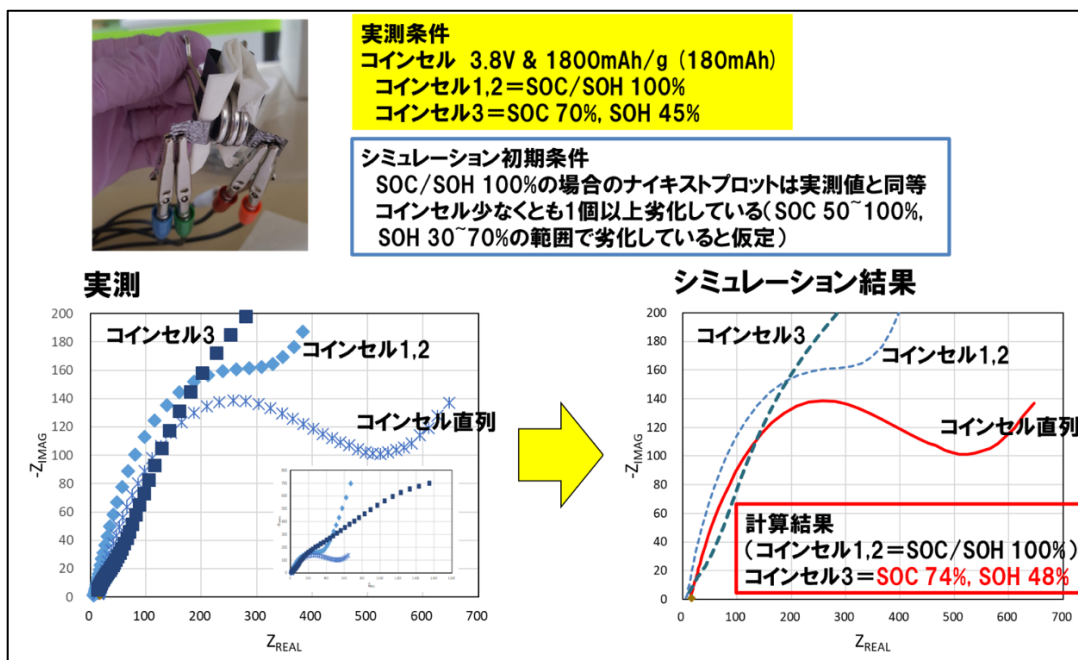 実測条件
コインセル 3.8V & 1800mAh/g (180mAh)
コインセル1,2=SOC/SOH 100%
コインセル3=SOC 70%, SOH 45%
シミュレーション初期条件
SOC/SOH 100%の場合のナイキストプロットは実測値と同等
コインセル少なくとも1個以上劣化している(SOC 50~100%,
SOH 30~70%の範囲で劣化していると仮定)
実測
200
180
160
140
120
100
80
60
40
20
0
-ZIMAG
コインセル3
コインセル1,2
コインセル直列
0 100 200 300 400 500 600 700
ZREAL
シミュレーション結果
200
180
160
140
120
100
80
60
40
20
0
-ZIMAG
コインセル3
コインセル1,2
コインセル直列
計算結果
(コインセル1,2=SOC/SOH 100%)
コインセル3=SOC 74%, SOH 48%
0 100 200 300 400 500 600 700
ZREAL